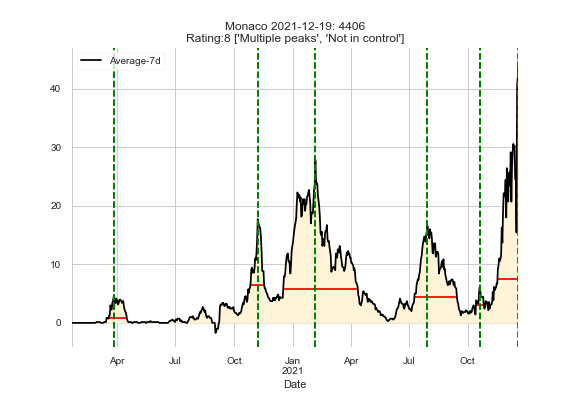 Monaco 2021-12-19: 4406
Rating:8 ['Multiple peaks', 'Not in control']
Average-7d
40
30
20
10
0
Apr Jul Oct Jan Apr Jul Oct
2021
Date